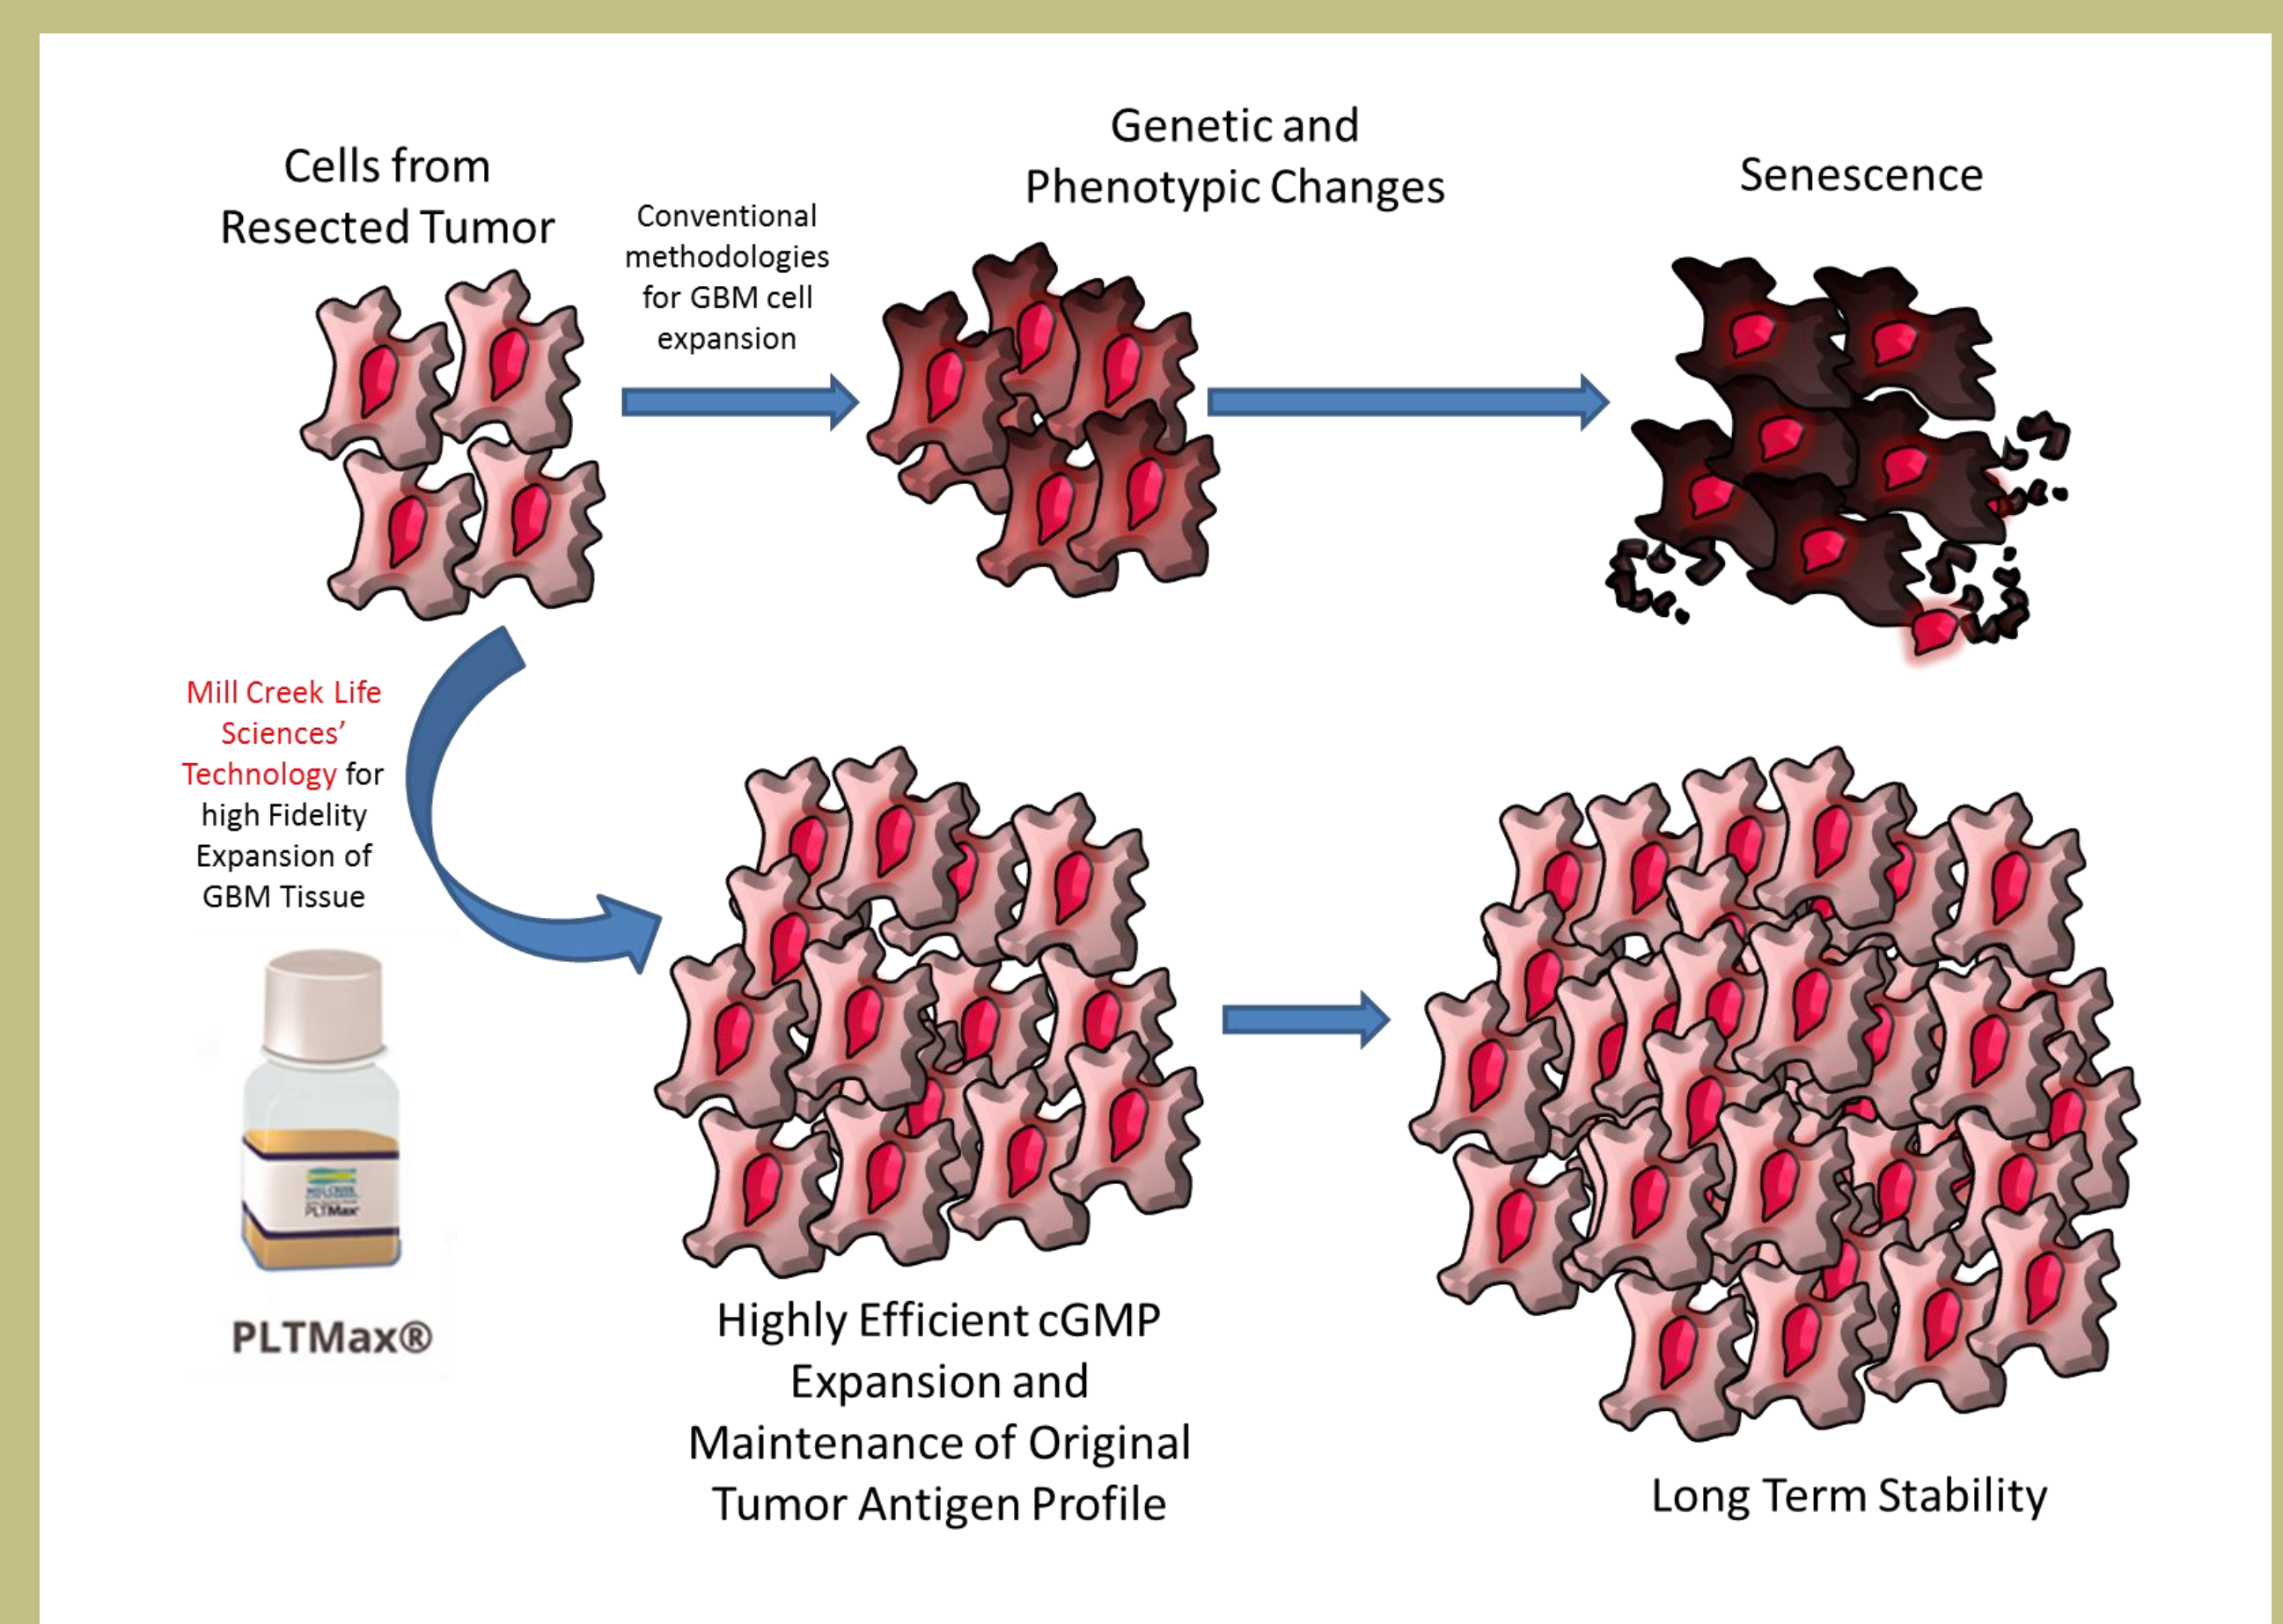 Cells from
Resected Tumor
Conventional
methodologies
for GBM cell
expansion
Genetic and
Phenotypic Changes
Senescence
Mill Creek Life
Sciences’
Technology for
high Fidelity
Expansion of
GBM Tissue
MILL CREEK
PLTMax®
PLTMax®
Highly Efficient cGMP
Expansion and
Maintenance of Original
Tumor Antigen Profile
Long Term Stability